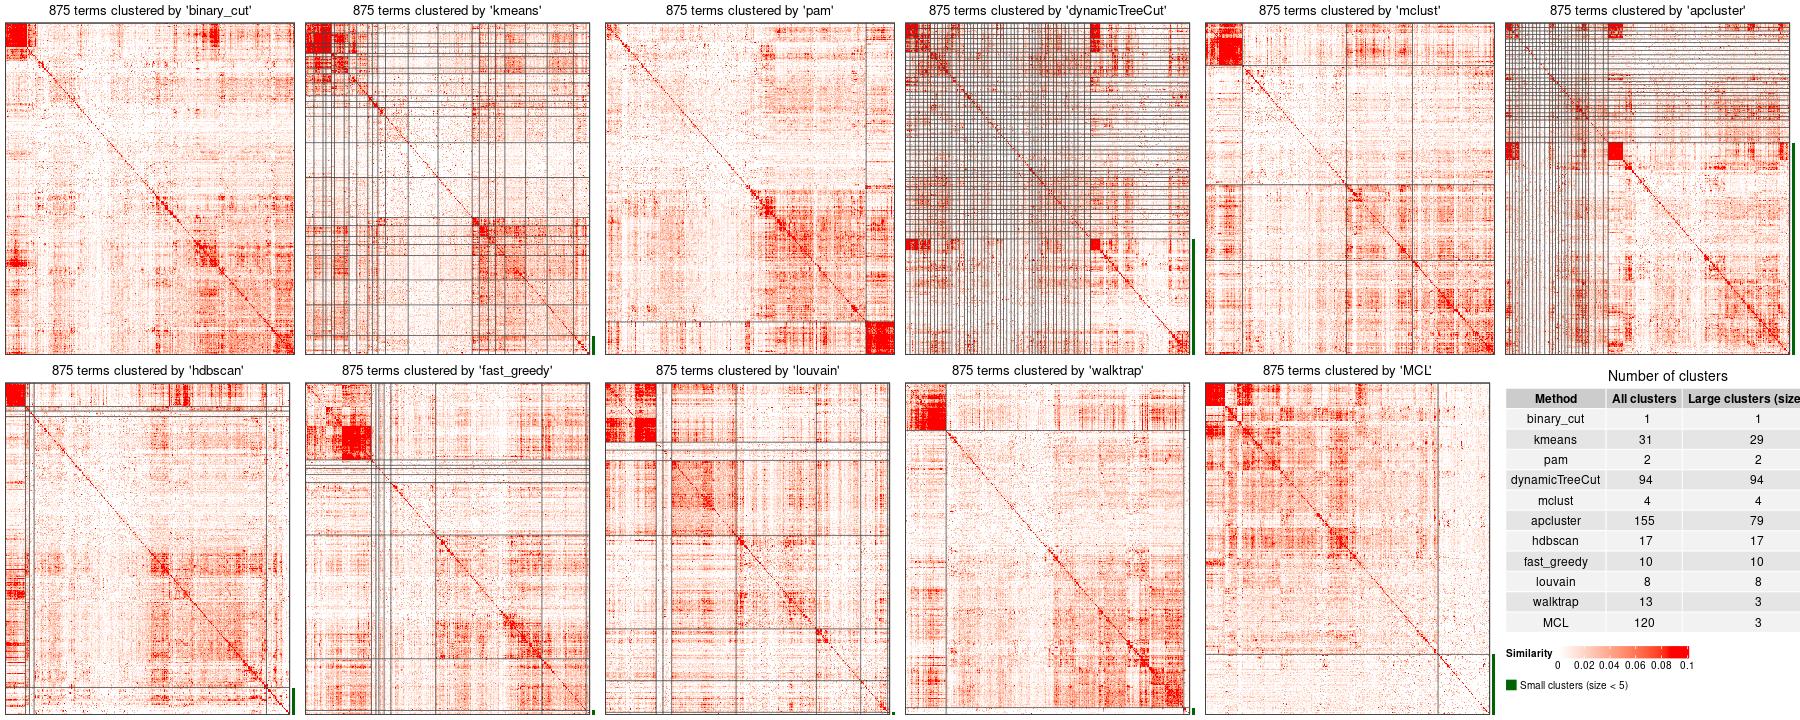 875 terms clustered by 'binary_cut'
875 terms clustered by 'kmeans'
875 terms clustered by 'pam'
875 terms clustered by 'dynamicTreeCut'
875 terms clustered by 'mclust'
875 terms clustered by 'apcluster'
875 terms clustered by 'hdbscan'
875 terms clustered by 'fast_greedy'
875 terms clustered by 'louvain'
875 terms clustered by 'walktrap'
875 terms clustered by 'MCL'
Number of clusters
Method All clusters Large clusters (size
binary_cut 1 1
kmeans 31 29
pam 2 2
dynamicTreeCut 94 94
mclust 4 4
apcluster 155 79
hdbscan 17 17
fast_greedy 10 10
louvain 8 8
walktrap 13 3
MCL 120 3
Similarity
0 0.02 0.04 0.06 0.08 0.1
Small clusters (size < 5)